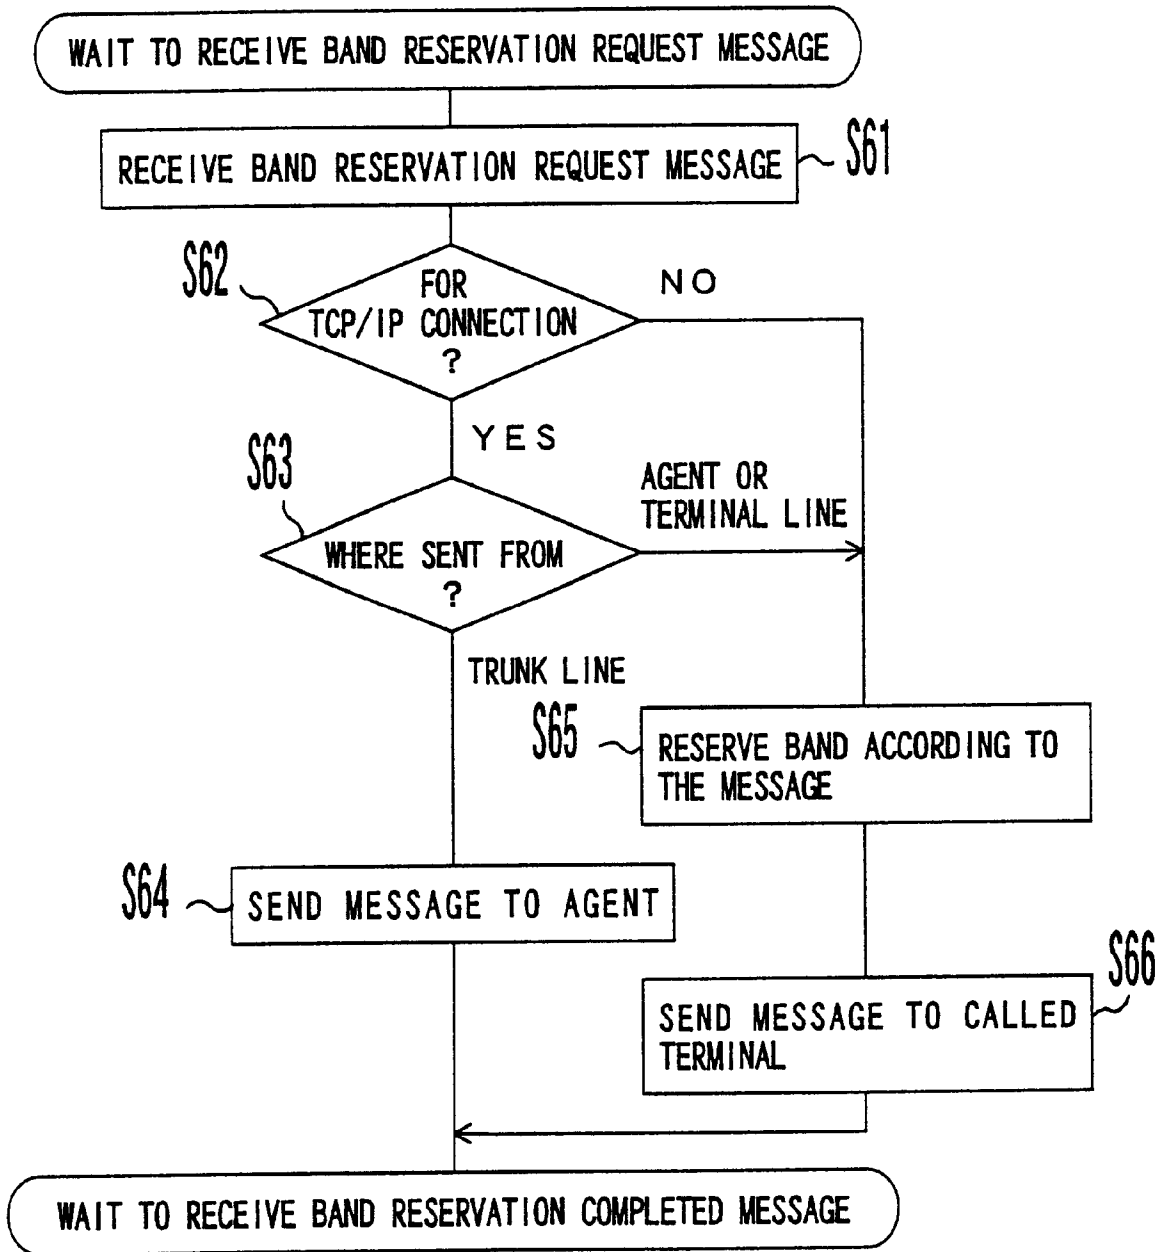 WAIT TO RECEIVE BAND RESERVATION REQUEST MESSAGE
RECEIVE BAND RESERVATION REQUEST MESSAGE
S61
S62
FOR
TCP/IP CONNECTION
?
NO
YES
S63
WHERE SENT FROM
?
AGENT OR
TERMINAL LINE
TRUNK LINE
S65
RESERVE BAND ACCORDING TO
THE MESSAGE
S64
SEND MESSAGE TO AGENT
S66
SEND MESSAGE TO CALLED
TERMINAL
WAIT TO RECEIVE BAND RESERVATION COMPLETED MESSAGE